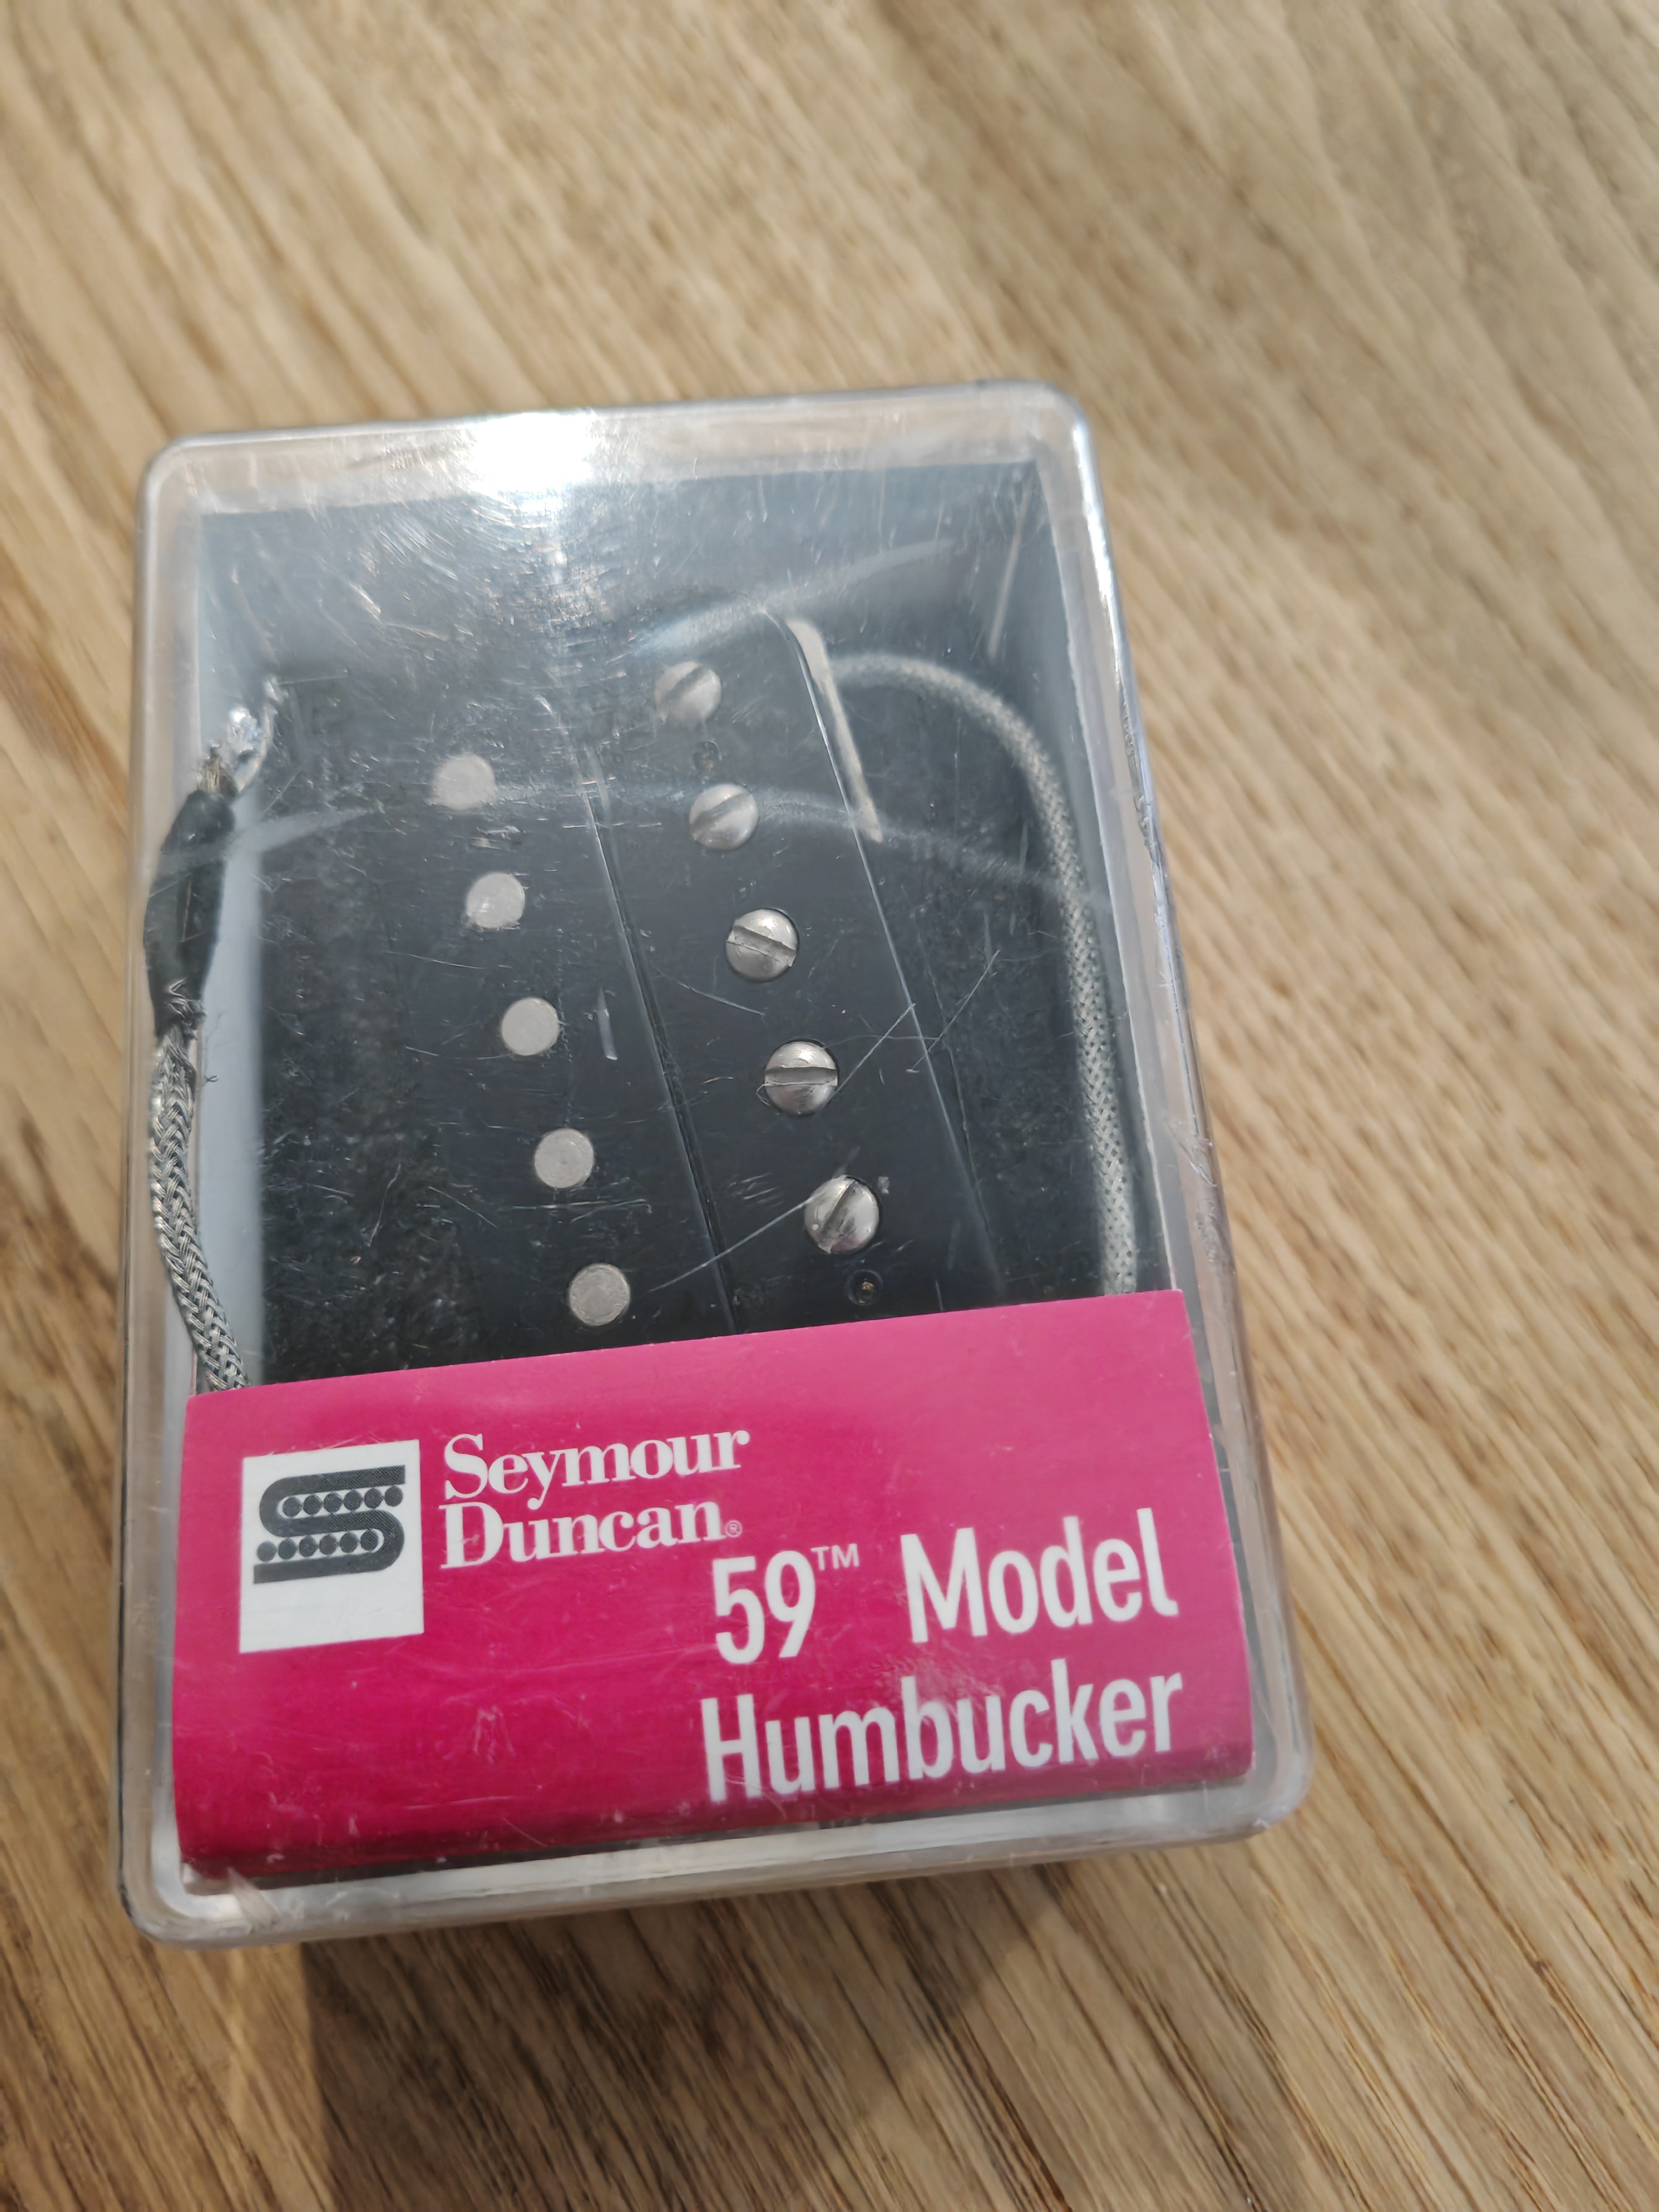 Seymour
Duncan®
59™ Model
Humbucker